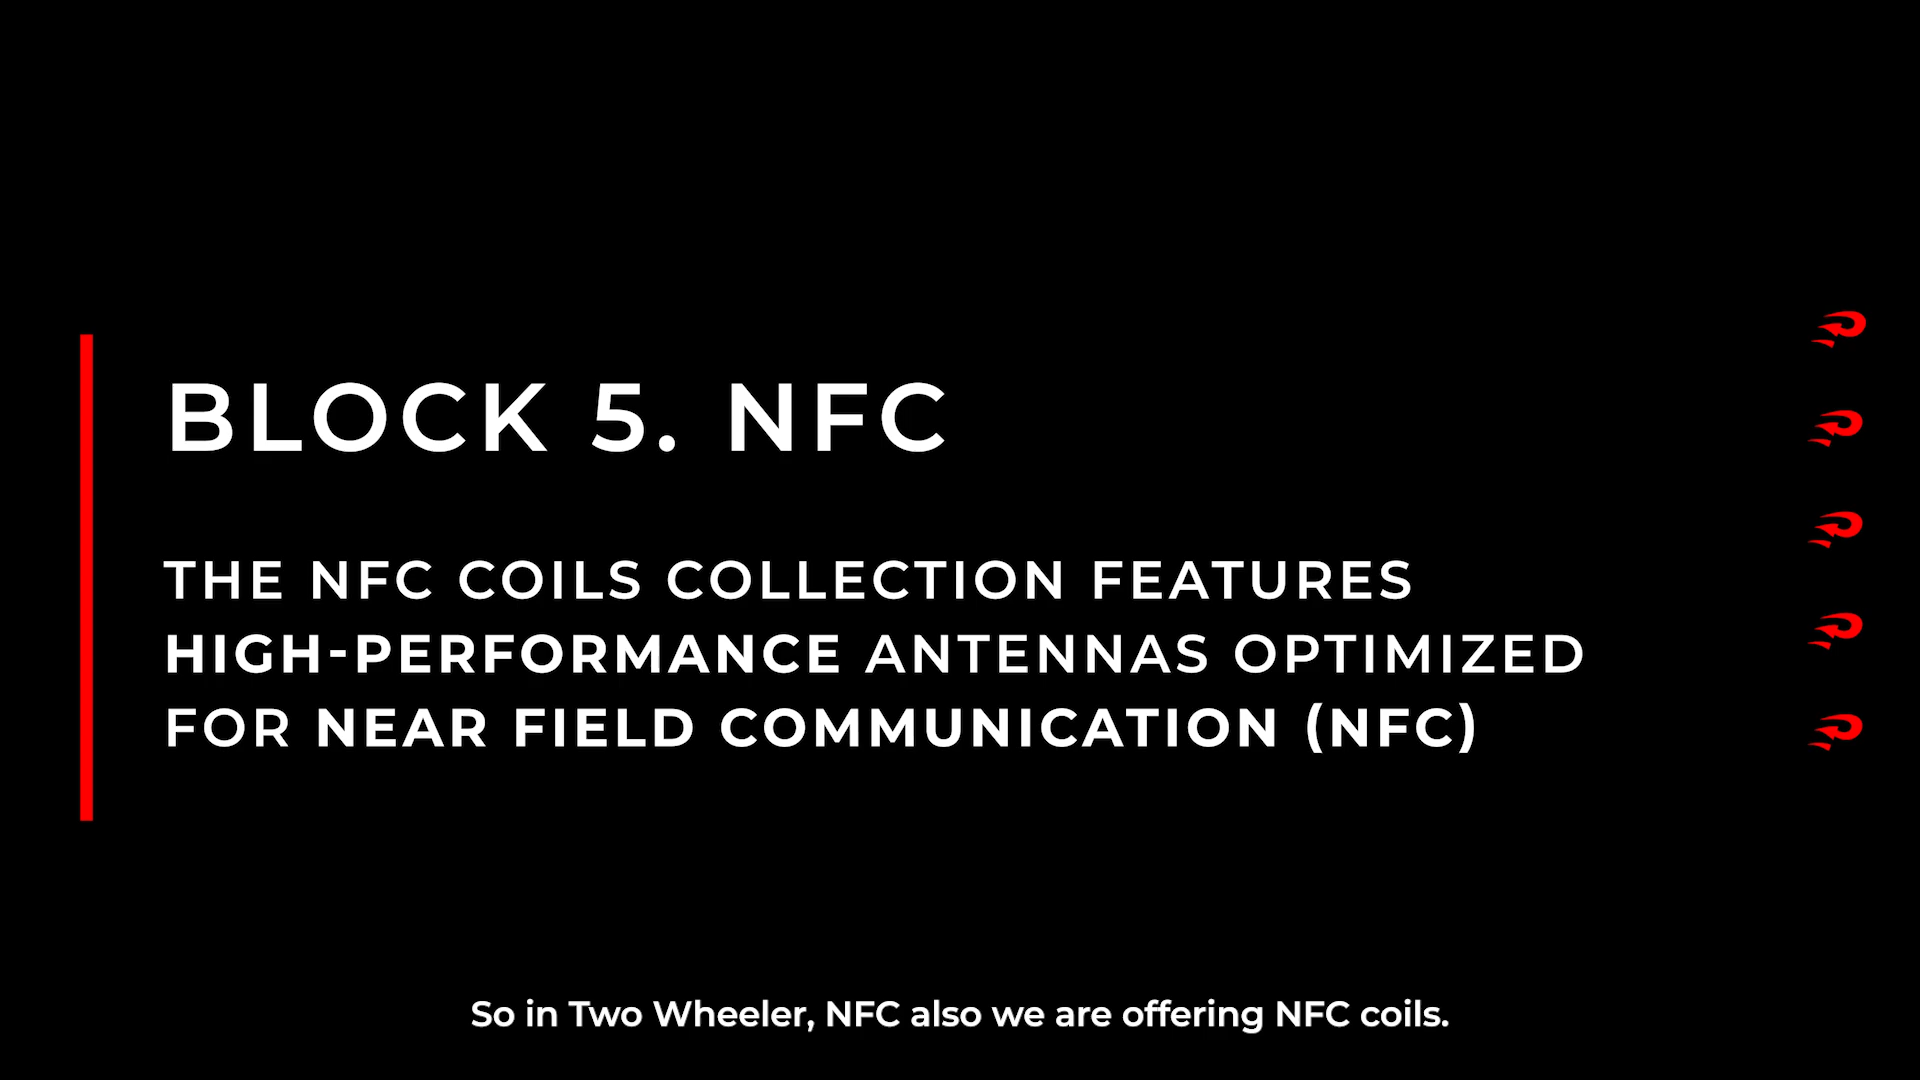 BLOCK 5. NFC
THE NFC COILS COLLECTION FEATURES
HIGH-PERFORMANCE ANTENNAS OPTIMIZED
FOR NEAR FIELD COMMUNICATION (NFC)
So in Two Wheeler, NFC also we are offering NFC coils.